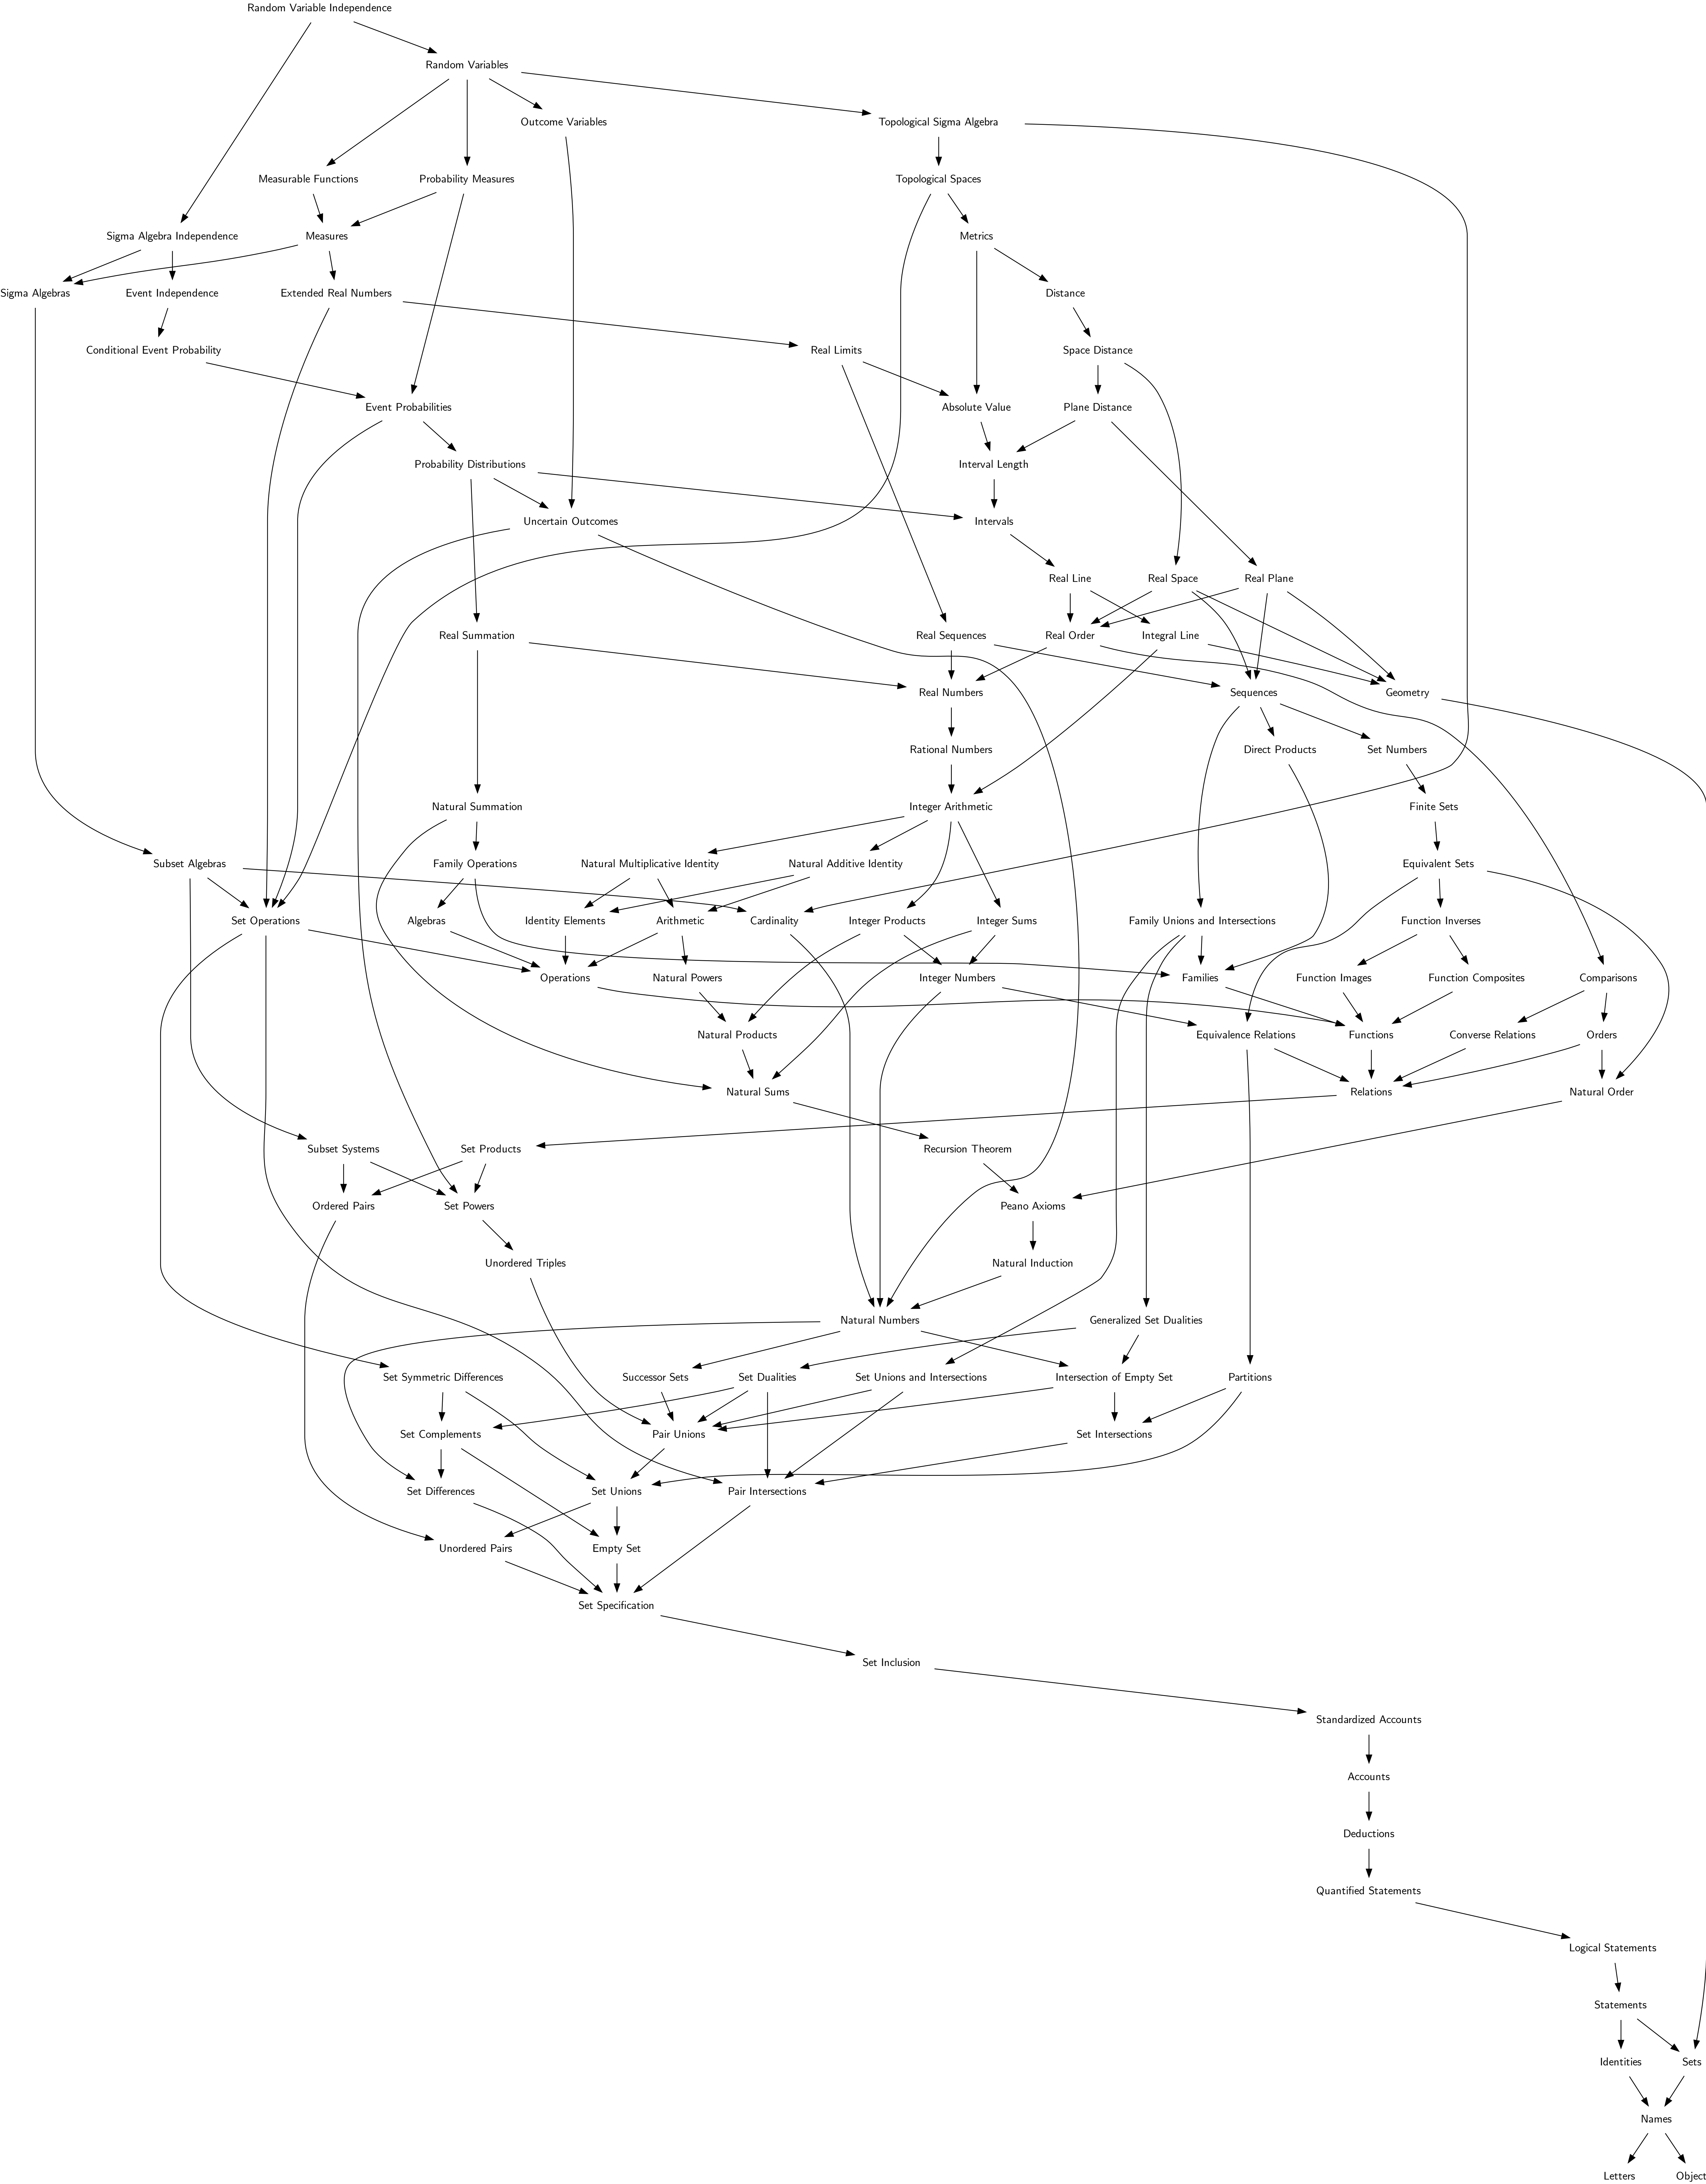 Random Variable Independence
Random Variables
Outcome Variables
Topological Sigma Algebra
Measurable Functions
Probability Measures
Topological Spaces
Sigma Algebra Independence
Measures
Metrics
Sigma Algebras
Event Independence
Extended Real Numbers
Distance
Conditional Event Probability
Real Limits
Space Distance
Event Probabilities
Absolute Value
Plane Distance
Probability Distributions
Interval Length
Uncertain Outcomes
Intervals
Real Line
Real Space
Real Plane
Real Summation
Real Sequences
Real Order
Integral Line
Real Numbers
Sequences
Geometry
Rational Numbers
Direct Products
Set Numbers
Natural Summation
Integer Arithmetic
Finite Sets
Subset Algebras
Family Operations
Natural Multiplicative Identity
Natural Additive Identity
Equivalent Sets
Set Operations
Algebras
Identity Elements
Arithmetic
Cardinality
Integer Products
Integer Sums
Family Unions and Intersections
Function Inverses
Operations
Natural Powers
Integer Numbers
Families
Function Images
Function Composites
Comparisons
Natural Products
Equivalence Relations
Functions
Converse Relations
Orders
Natural Sums
Relations
Natural Order
Subset Systems
Set Products
Recursion Theorem
Ordered Pairs
Set Powers
Peano Axioms
Unordered Triples
Natural Induction
Natural Numbers
Generalized Set Dualities
Set Symmetric Differences
Successor Sets
Set Dualities
Set Unions and Intersections
Intersection of Empty Set
Partitions
Set Complements
Pair Unions
Set Intersections
Set Differences
Set Unions
Pair Intersections
Unordered Pairs
Empty Set
Set Specification
Set Inclusion
Standardized Accounts
Accounts
Deductions
Quantified Statements
Logical Statements
Statements
Identities
Sets
Names
Letters
Object